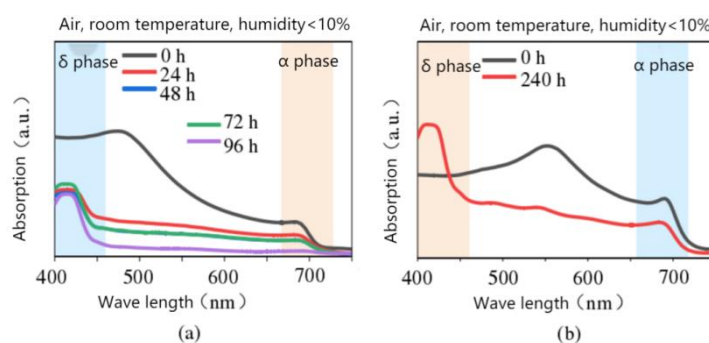 Air, room temperature, humidity<10%
δ phase
0 h
24 h
48 h
72 h
96 h
α phase
Absorption (a.u.)
400
500
600
700
Wave length（nm）
(a)
Air, room temperature, humidity<10%
δ phase
0 h
240 h
α phase
Absorption (a.u.)
400
500
600
700
Wave length（nm）
(b)